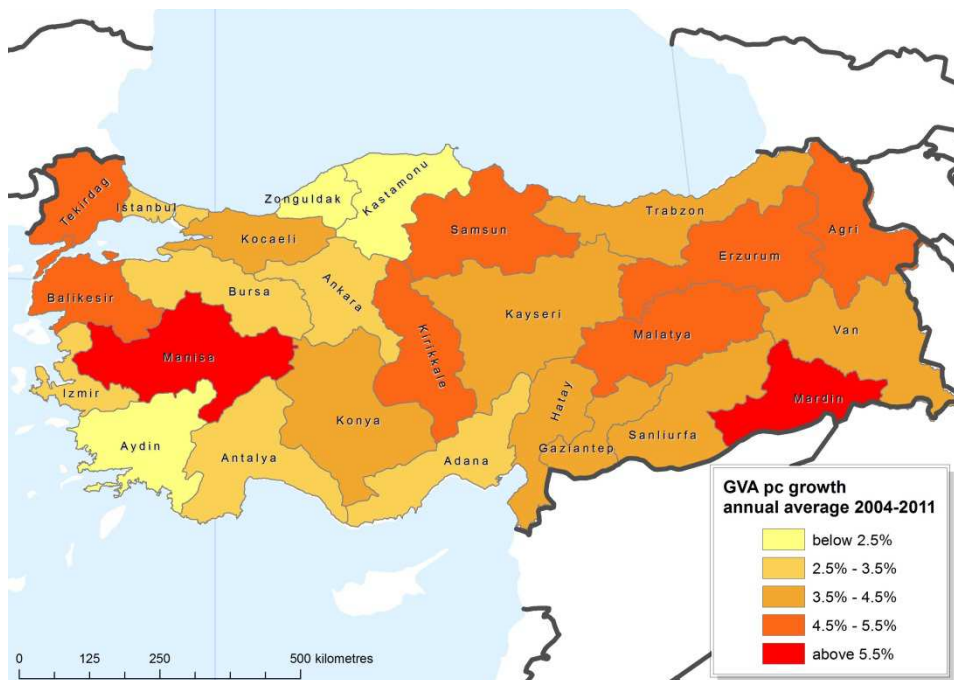 Tekirdag
Istanbul
Zonguldak
Kastamonu
Kocaeli
Samsun
Trabzon
Agri
Erzurum
Balikesir
Bursa
Ankara
Kirikkale
Kayseri
Malatya
Van
Manisa
Izmir
Aydin
Antalya
Konya
Adana
Hatay
Gaziantep
Sanliurfa
Mardin
GVA pc growth
annual average 2004-2011
below 2.5%
2.5% - 3.5%
3.5% - 4.5%
4.5% - 5.5%
above 5.5%
0 125 250 500 kilometres